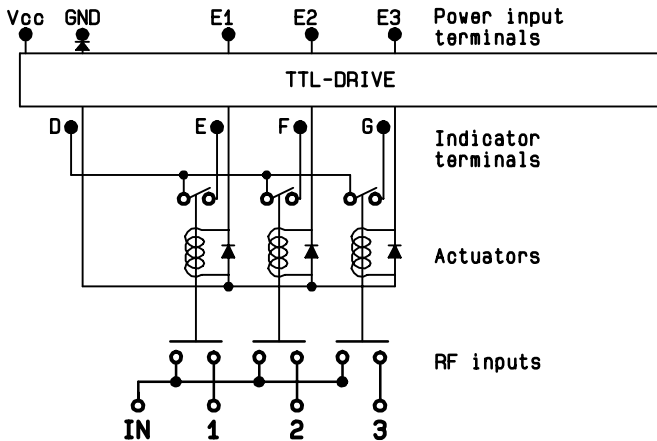 Vcc GND E1 E2 E3 Power input
terminals
TTL-DRIVE
D E F G Indicator
terminals
Actuators
RF inputs
IN 1 2 3